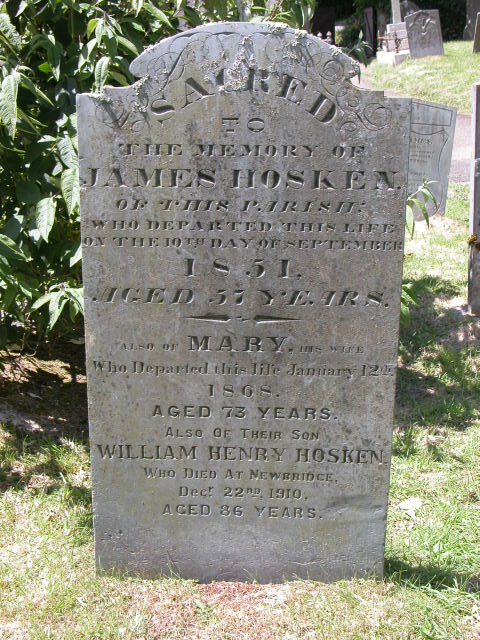 SACRED
TO
THE MEMORY OF
JAMES HOSKEN,
OF THIS PARISH:
WHO DEPARTED THIS LIFE
ON THE 10TH DAY OF SEPTEMBER
1851.
AGED 57 YEARS.
ALSO OF MARY, HIS WIFE
Who Departed this life January 12th
1868.
AGED 73 YEARS.
ALSO OF THEIR SON
WILLIAM HENRY HOSKEN,
WHO DIED AT NEWBRIDGE,
DECR 22ND, 1910,
AGED 86 YEARS.